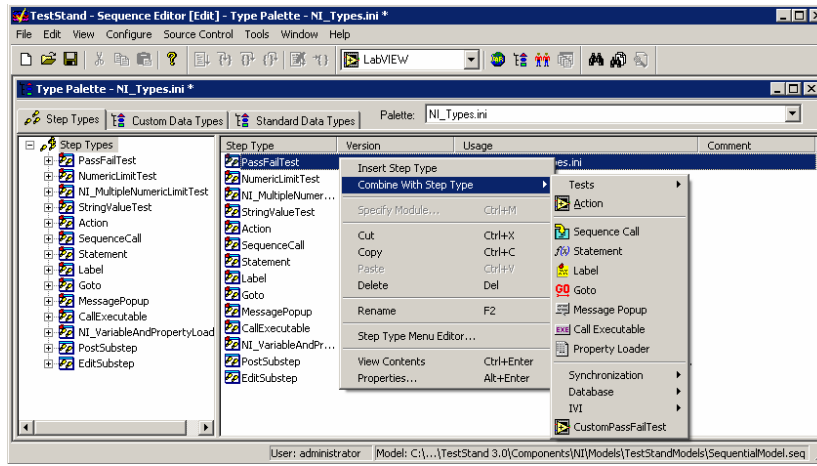 TestStand - Sequence Editor [Edit] - Type Palette - NI_Types.ini *
File Edit View Configure Source Control Tools Window Help
LabVIEW
Type Palette - NI_Types.ini *
Step Types Custom Data Types Standard Data Types Palette: NI_Types.ini
Step Types
PassFailTest
NumericLimitTest
NI_MultipleNumericLimitTest
StringValueTest
Action
SequenceCall
Statement
Label
Goto
MessagePopup
CallExecutable
NI_VariableAndPropertyLoad
PostSubstep
EditSubstep
Step Type Version Usage Comment
PassFailTest
NumericLimitTest
NI_MultipleNumer...
StringValueTest
Action
SequenceCall
Statement
Label
Goto
MessagePopup
CallExecutable
NI_VariableAndPr...
PostSubstep
EditSubstep
Insert Step Type
Combine With Step Type
Specify Module... Ctrl+M
Cut Ctrl+X
Copy Ctrl+C
Paste Ctrl+V
Delete Del
Rename F2
Step Type Menu Editor...
View Contents Ctrl+Enter
Properties... Alt+Enter
pes.ini
Tests
Action
Sequence Call
f(x) Statement
Label
GO Goto
Message Popup
EXE Call Executable
Property Loader
Synchronization
Database
IVI
CustomPassFailTest
User: administrator Model: C:\...\TestStand 3.0\Components\NI\Models\TestStandModels\SequentialModel.seq